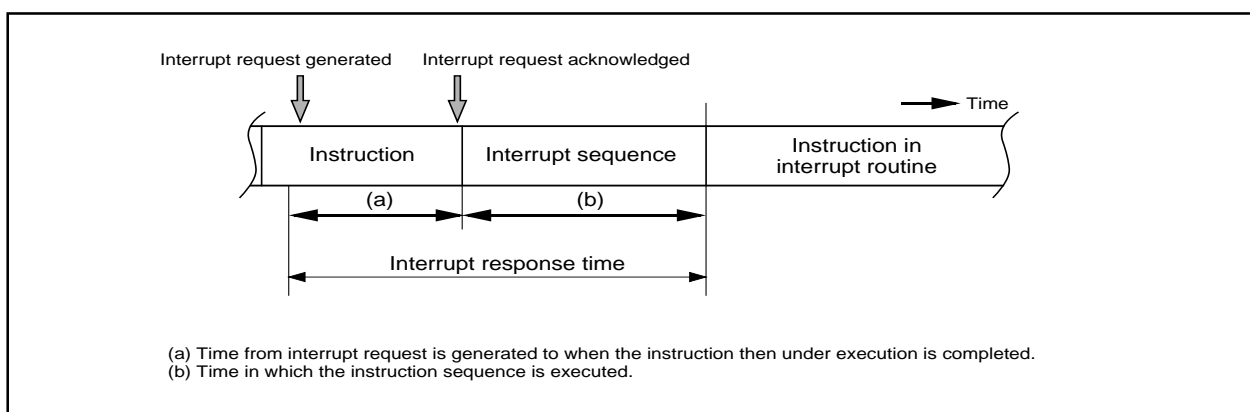 Interrupt request generated
Interrupt request acknowledged
Time
Instruction
Interrupt sequence
Instruction in
interrupt routine
(a)
(b)
Interrupt response time
(a) Time from interrupt request is generated to when the instruction then under execution is completed.
(b) Time in which the instruction sequence is executed.